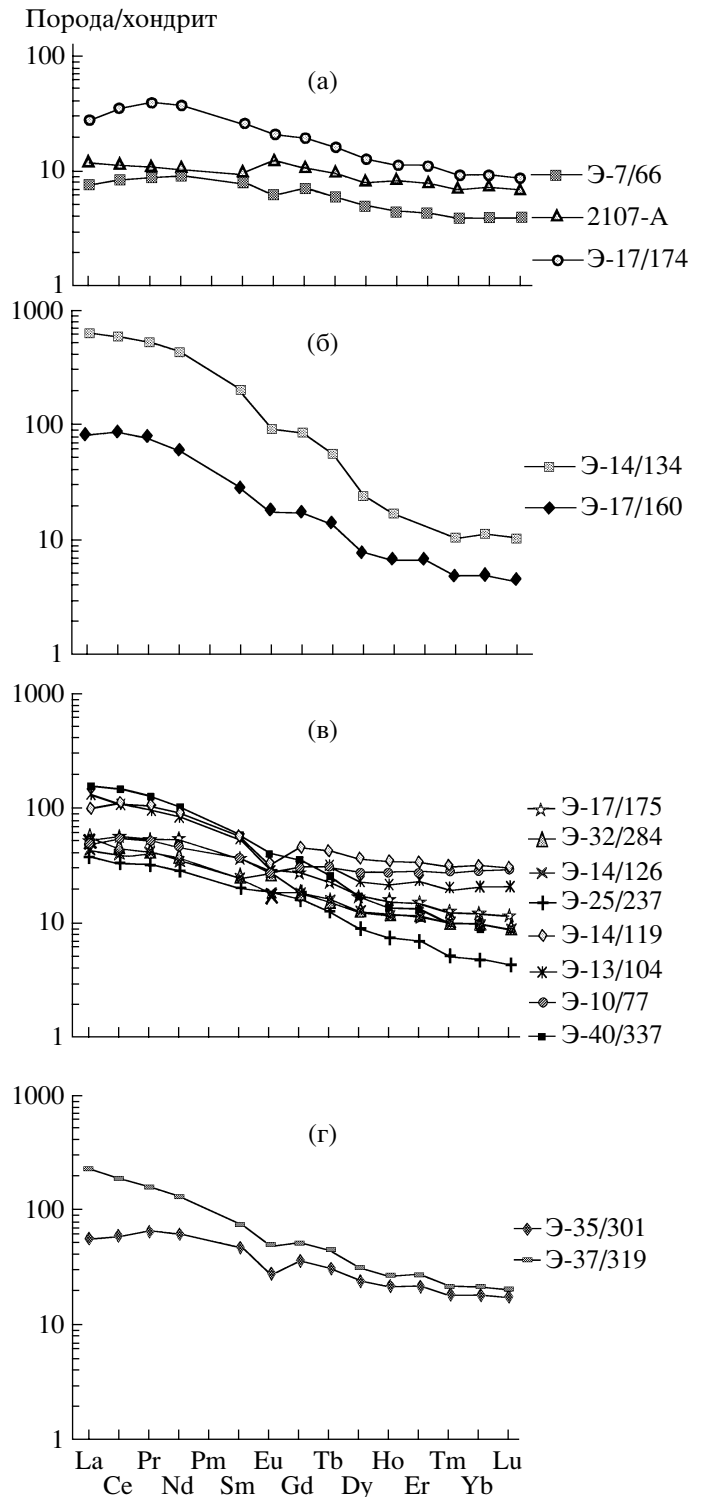 Порода/хондрит
100
(а)
10
Э-7/66
2107-А
Э-17/174
1
1000
(б)
100
Э-14/134
Э-17/160
10
1
1000
(в)
100
Э-17/175
Э-32/284
Э-14/126
Э-25/237
10
Э-14/119
Э-13/104
Э-10/77
1
Э-40/337
1000
(г)
100
Э-35/301
Э-37/319
10
1
La Pr Pm Eu Tb Ho Tm Lu
Ce Nd Sm Gd Dy Er Yb